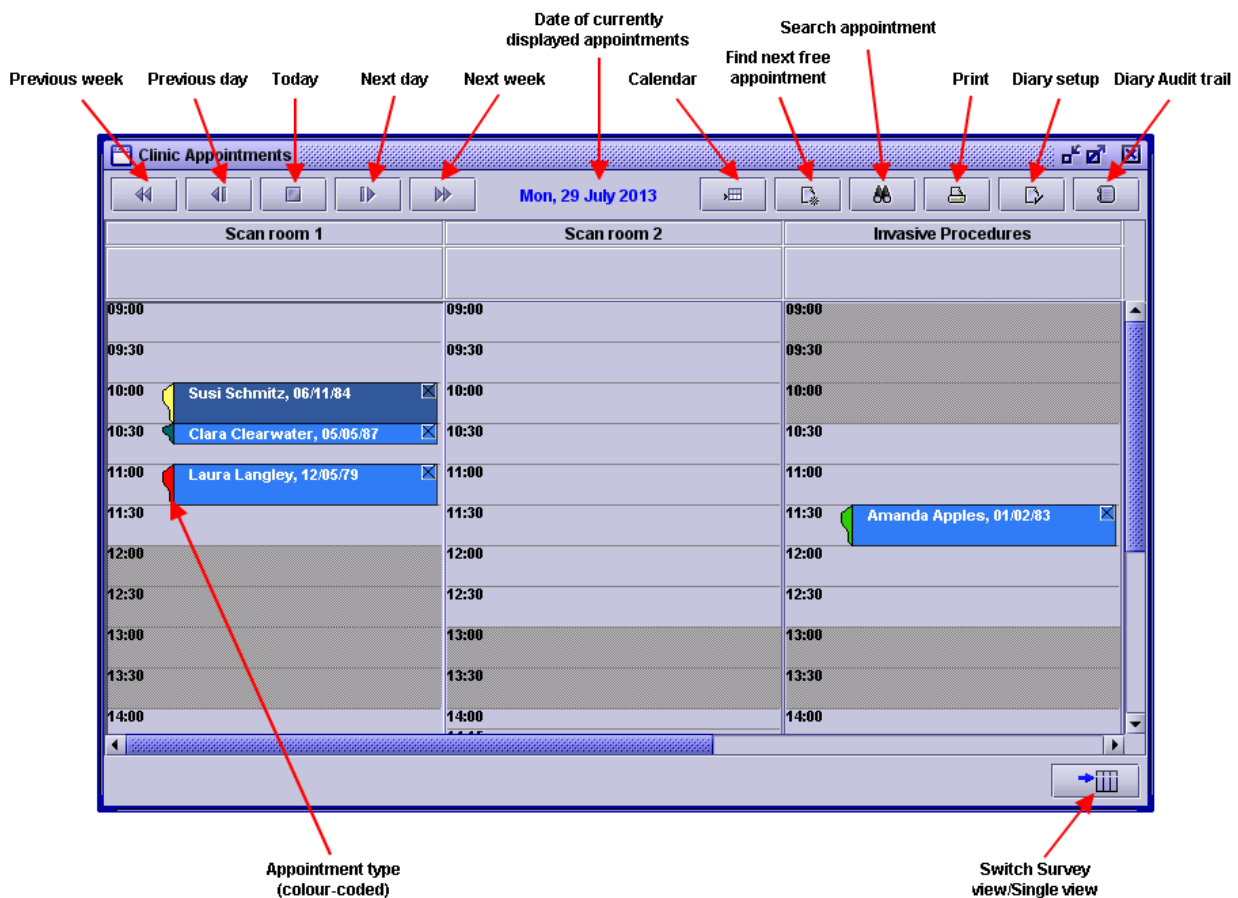 Date of currently
displayed appointments
Search appointment
Find next free
appointment
Previous week
Previous day
Today
Next day
Next week
Calendar
Print
Diary setup
Diary Audit trail
Clinic Appointments
Mon, 29 July 2013
Scan room 1
Scan room 2
Invasive Procedures
09:00
09:00
09:00
09:30
09:30
09:30
10:00
Susi Schmitz, 06/11/84
10:00
10:00
10:30
Clara Clearwater, 05/05/87
10:30
10:30
11:00
Laura Langley, 12/05/79
11:00
11:00
11:30
11:30
11:30
Amanda Apples, 01/02/83
12:00
12:00
12:00
12:30
12:30
12:30
13:00
13:00
13:00
13:30
13:30
13:30
14:00
14:00
14:00
Appointment type
(colour-coded)
Switch Survey
view/Single view